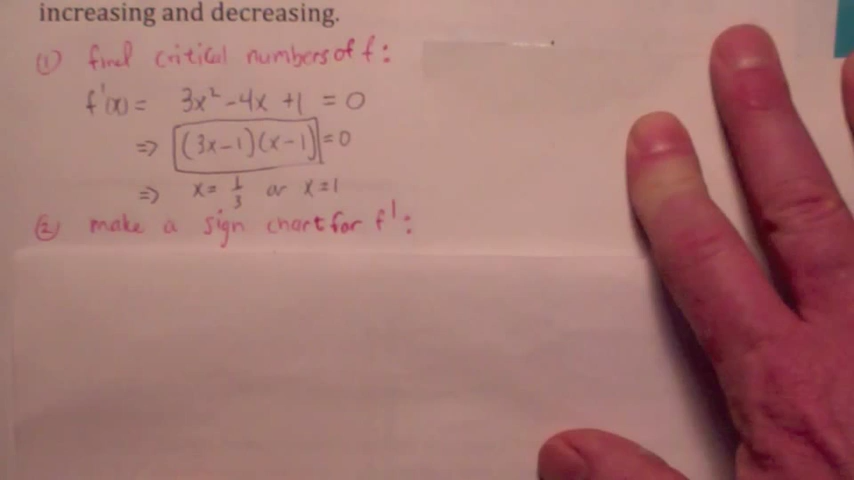 increasing and decreasing.
(1) find critical numbers of f:
f'(x) = 3x² - 4x + 1 = 0
=> (3x-1)(x-1) = 0
=> x = 1/3 or x = 1
(2) make a sign chart for f':